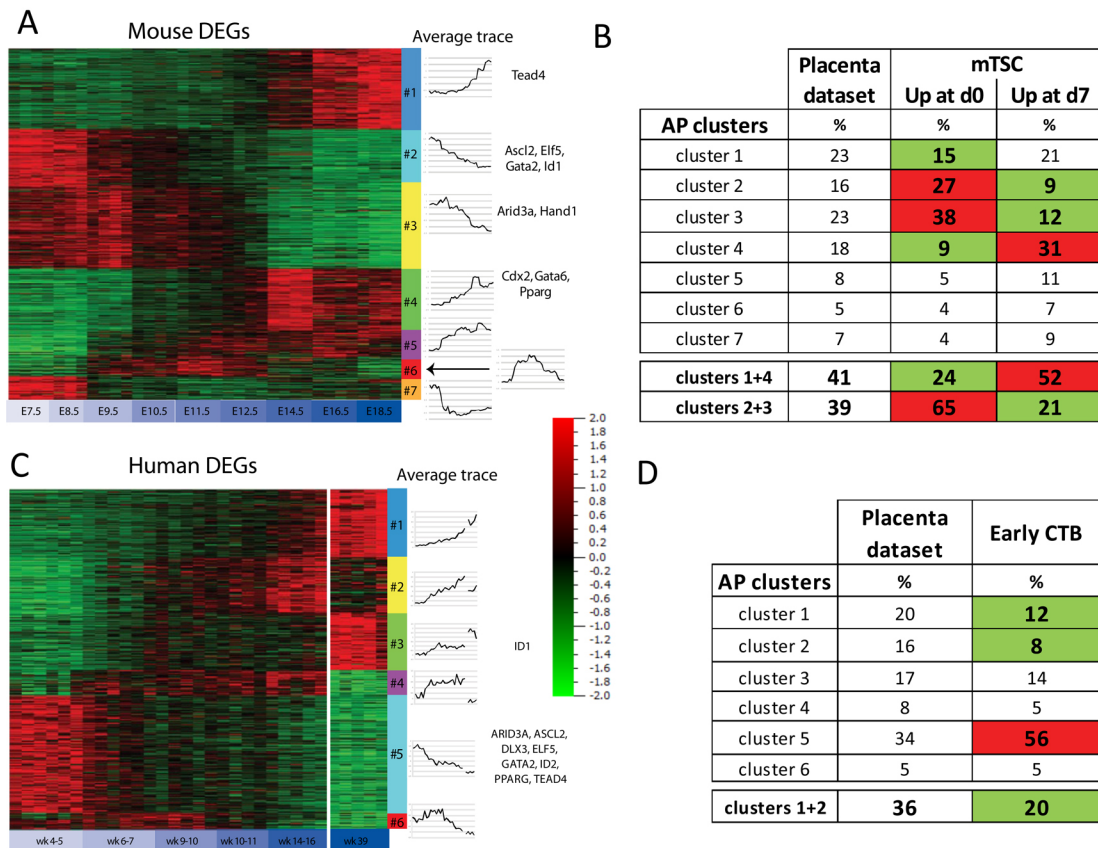 A
Mouse DEGs
Average trace
#1
Tead4
#2
Ascl2, Elf5,
Gata2, Id1
#3
Arid3a, Hand1
#4
Cdx2, Gata6,
Pparg
#5
#6
#7
E7.5 E8.5 E9.5 E10.5 E11.5 E12.5 E14.5 E16.5 E18.5
B
Placenta dataset mTSC
Up at d0 Up at d7
AP clusters % % %
cluster 1 23 15 21
cluster 2 16 27 9
cluster 3 23 38 12
cluster 4 18 9 31
cluster 5 8 5 11
cluster 6 5 4 7
cluster 7 7 4 9
clusters 1+4 41 24 52
clusters 2+3 39 65 21
2.0
1.8
1.6
1.4
1.2
1.0
0.8
0.6
0.4
0.2
0.0
-0.2
-0.4
-0.6
-0.8
-1.0
-1.2
-1.4
-1.6
-1.8
-2.0
C
Human DEGs
Average trace
#1
#2
#3
ID1
#4
#5
ARID3A, ASCL2,
DLX3, ELF5,
GATA2, ID2,
PPARG, TEAD4
#6
wk 4-5 wk 6-7 wk 9-10 wk 10-11 wk 14-16 wk 39
D
Placenta
dataset Early CTB
AP clusters % %
cluster 1 20 12
cluster 2 16 8
cluster 3 17 14
cluster 4 8 5
cluster 5 34 56
cluster 6 5 5
clusters 1+2 36 20